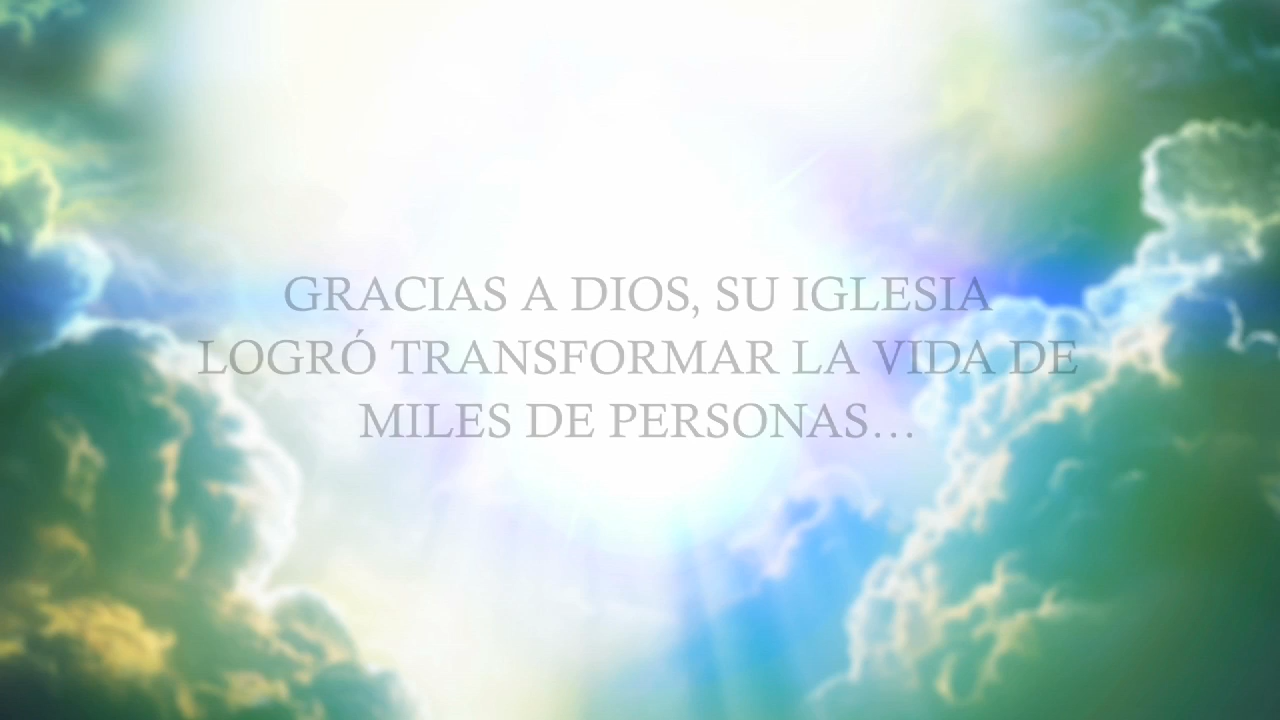 GRACIAS A DIOS, SU IGLESIA
LOGRÓ TRANSFORMAR LA VIDA DE
MILES DE PERSONAS…